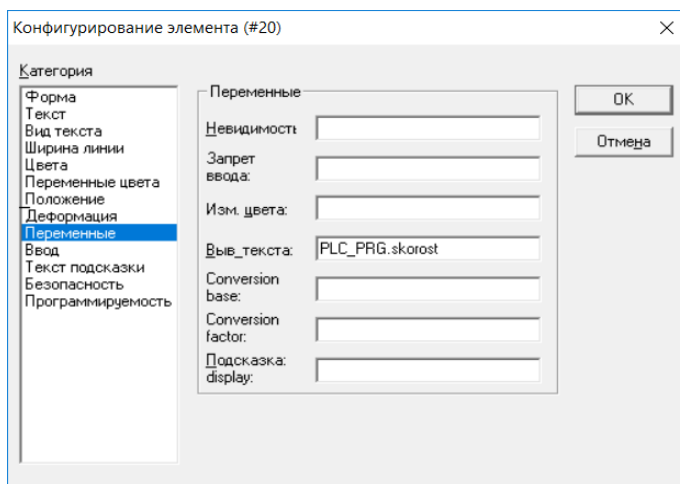 Конфигурирование элемента (#20)
Категория
Форма
Текст
Вид текста
Ширина линии
Цвета
Переменные цвета
Положение
Деформация
Переменные
Ввод
Текст подсказки
Безопасность
Программируемость
Переменные
Невидимость
Запрет
ввода:
Изм. цвета:
Выв_текста: PLC_PRG.skorost
Conversion
base:
Conversion
factor:
Подсказка:
display:
OK
Отмена